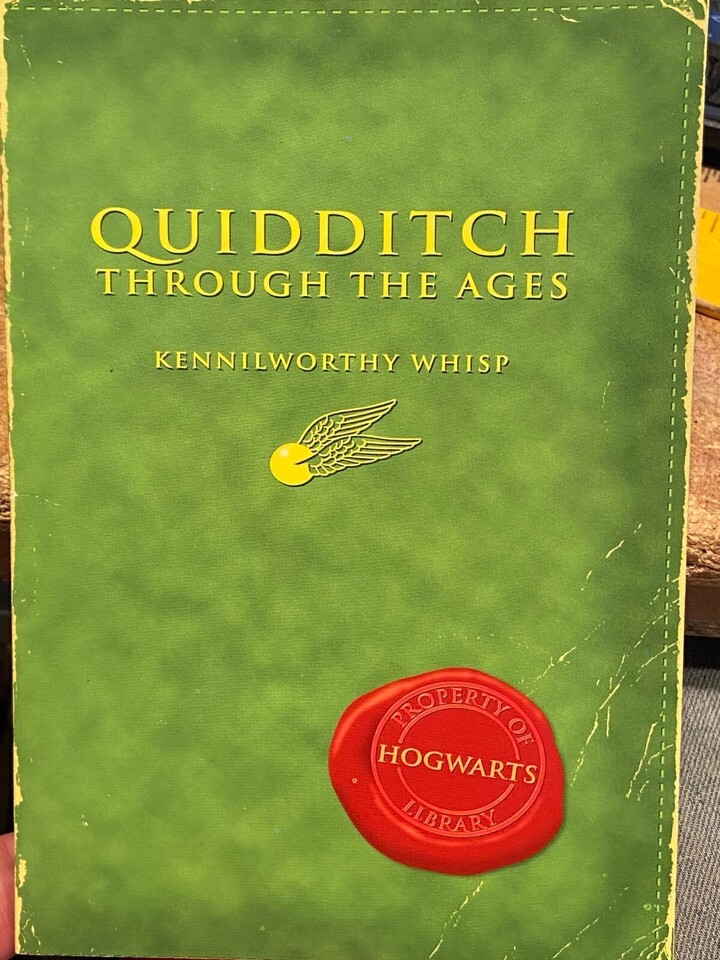 QUIDDITCH
THROUGH THE AGES
KENNILWORTHY WHISP
PROPERTY OF
HOGWARTS
LIBRARY